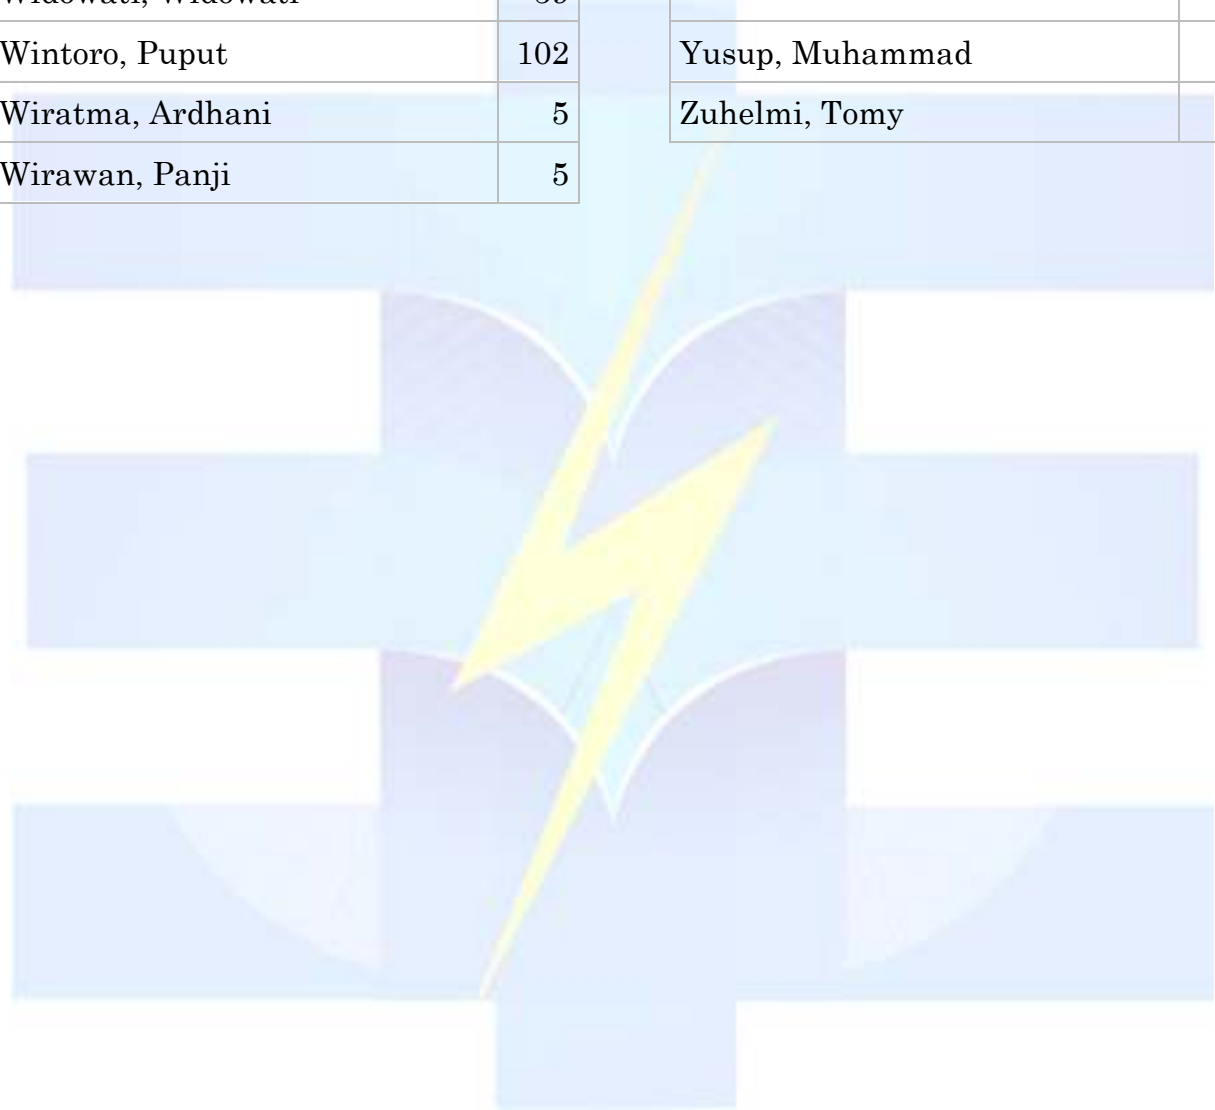 Wintoro, Puput 102
Wiratma, Ardhani 5
Wirawan, Panji 5
Yusup, Muhammad
Zuhelmi, Tomy